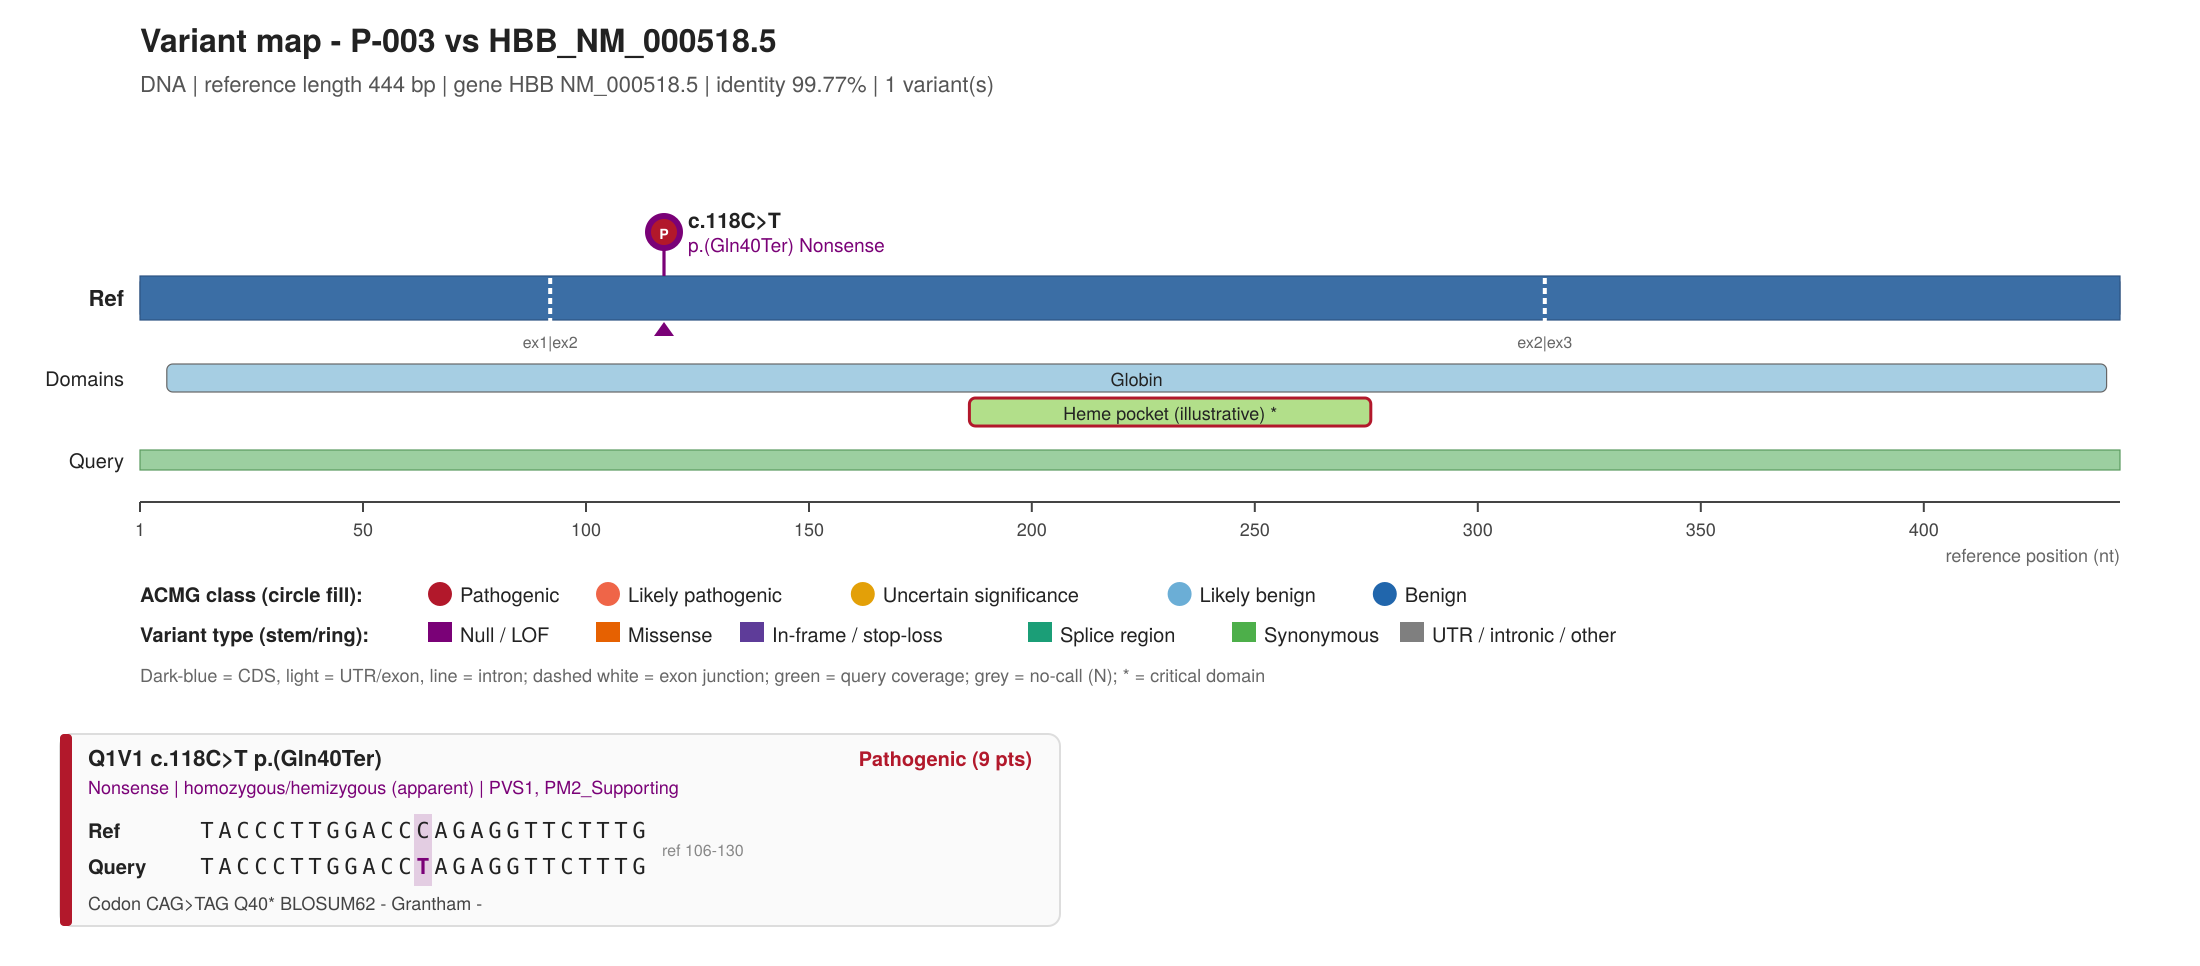 Variant map - P-003 vs HBB_NM_000518.5
DNA | reference length 444 bp | gene HBB NM_000518.5 | identity 99.77% | 1 variant(s)
P
c.118C>T
p.(Gln40Ter) Nonsense
Ref
ex1|ex2
ex2|ex3
Domains
Globin
Heme pocket (illustrative) *
Query
1 50 100 150 200 250 300 350 400
reference position (nt)
ACMG class (circle fill): Pathogenic Likely pathogenic Uncertain significance Likely benign Benign
Variant type (stem/ring): Null / LOF Missense In-frame / stop-loss Splice region Synonymous UTR / intronic / other
Dark-blue = CDS, light = UTR/exon, line = intron; dashed white = exon junction; green = query coverage; grey = no-call (N); * = critical domain
Q1V1 c.118C>T p.(Gln40Ter) Pathogenic (9 pts)
Nonsense | homozygous/hemizygous (apparent) | PVS1, PM2_Supporting
Ref TACCCTTGGACCCAGAGGTTCTTTG
ref 106-130
Query TACCCTTGGACCTAGAGGTTCTTTG
Codon CAG>TAG Q40* BLOSUM62 - Grantham -